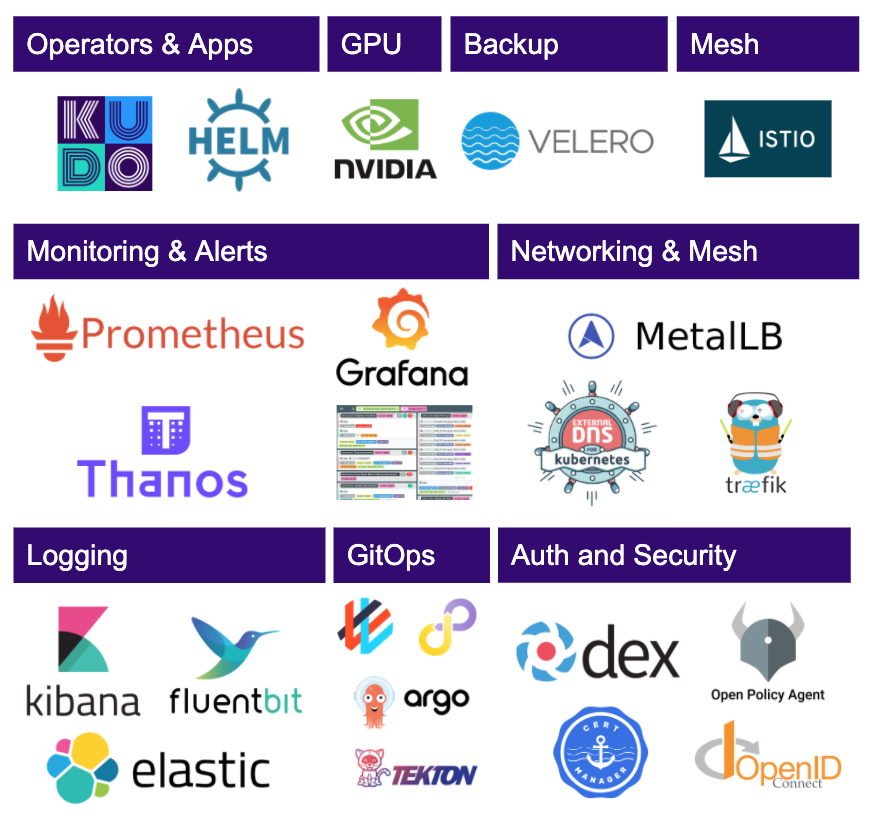 Operators & Apps
GPU
Backup
Mesh
KUDO
HELM
NVIDIA
VELERO
ISTIO
Monitoring & Alerts
Networking & Mesh
Prometheus
Grafana
MetalLB
T
Thanos
EXTERNAL
DNS
FOR
kubernetes
træfik
Logging
GitOps
Auth and Security
kibana
fluentbit
elastic
argo
TEKTON
dex
Open Policy Agent
CERT
MANAGER
OpenID
Connect